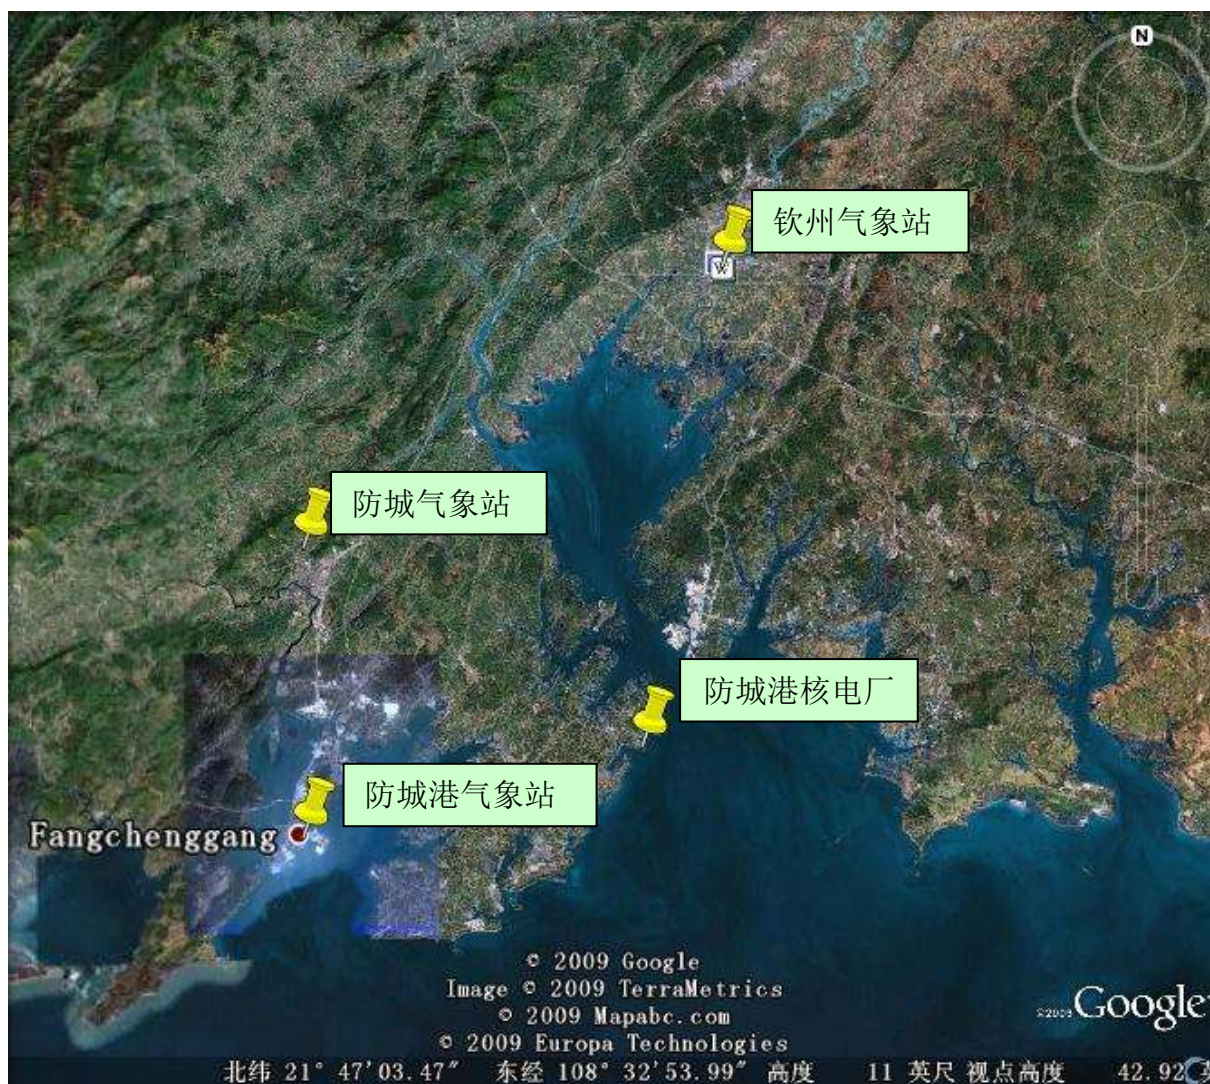 N
钦州气象站
W
防城气象站
防城港核电厂
防城港气象站
Fangchenggang
© 2009 Google
Image © 2009 TerraMetrics
© 2009 Mapabc.com
© 2009 Europa Technologies
©2009 Google
北纬 21° 47'03.47" 东经 108° 32'53.99" 高度 11 英尺 视点高度 42.92